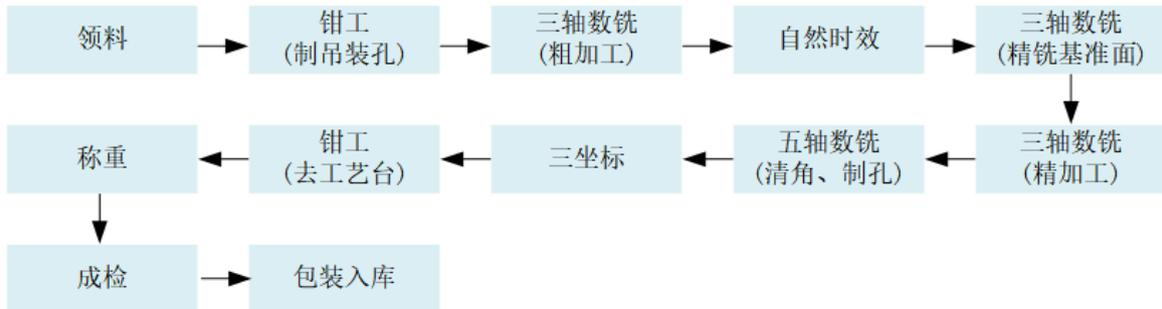 领料
钳工
(制吊装孔)
三轴数铣
(粗加工)
自然时效
三轴数铣
(精铣基准面)
三轴数铣
(精加工)
五轴数铣
(清角、制孔)
三坐标
钳工
(去工艺台)
称重
成检
包装入库